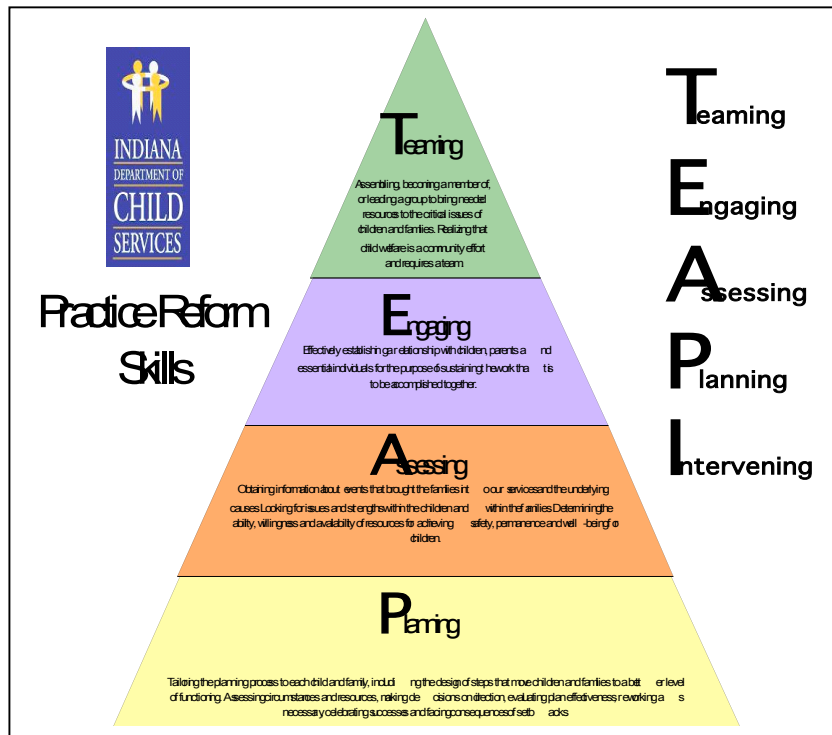 INDIANA
DEPARTMENT OF
CHILD
SERVICES
Practice Reform
Skills
Teaming
Assembling, becoming a member of,
or leading a group to bring needed
resources to the critical issues of
children and families. Realizing that
child welfare is a community effort
and requires a team.
Engaging
Effectively establishing a relationship with children, parents and
essential individuals for the purpose of sustaining the work that is
to be accomplished together.
Assessing
Obtaining information about events that brought the families into our services and the underlying
causes. Looking for issues and strengths within the children and within the families. Determining the
ability, willingness and availability of resources for achieving safety, permanence and well-being for
children.
Planning
Tailoring the planning process to each child and family, including the design of steps that move children and families to a better level
of functioning. Assessing circumstances and resources, making decisions on direction, evaluating plan effectiveness, reworking as
necessary celebrating successes and facing consequences of setbacks
Teaming
Engaging
Assessing
Planning
Intervening